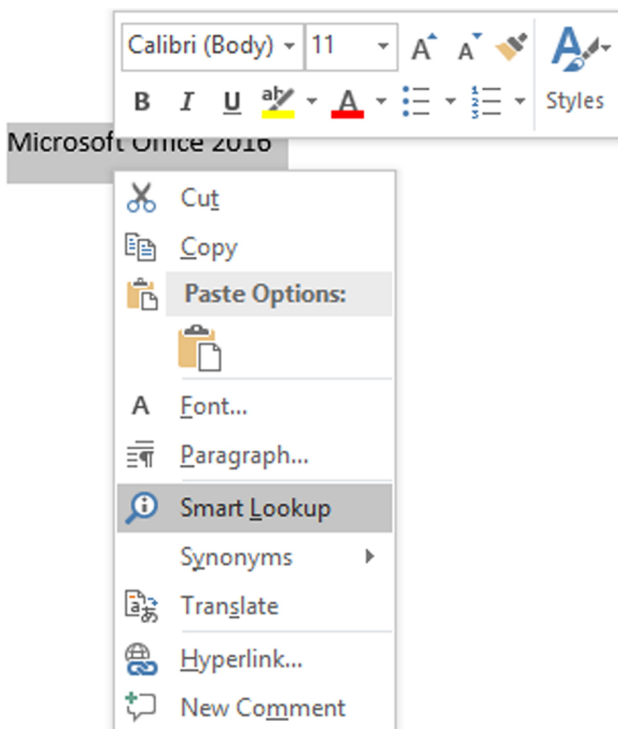 Calibri (Body) 11 A A
B I U ab A Styles
Microsoft Office 2016
Cut
Copy
Paste Options:
A Font...
Paragraph...
Smart Lookup
Synonyms
Translate
Hyperlink...
New Comment